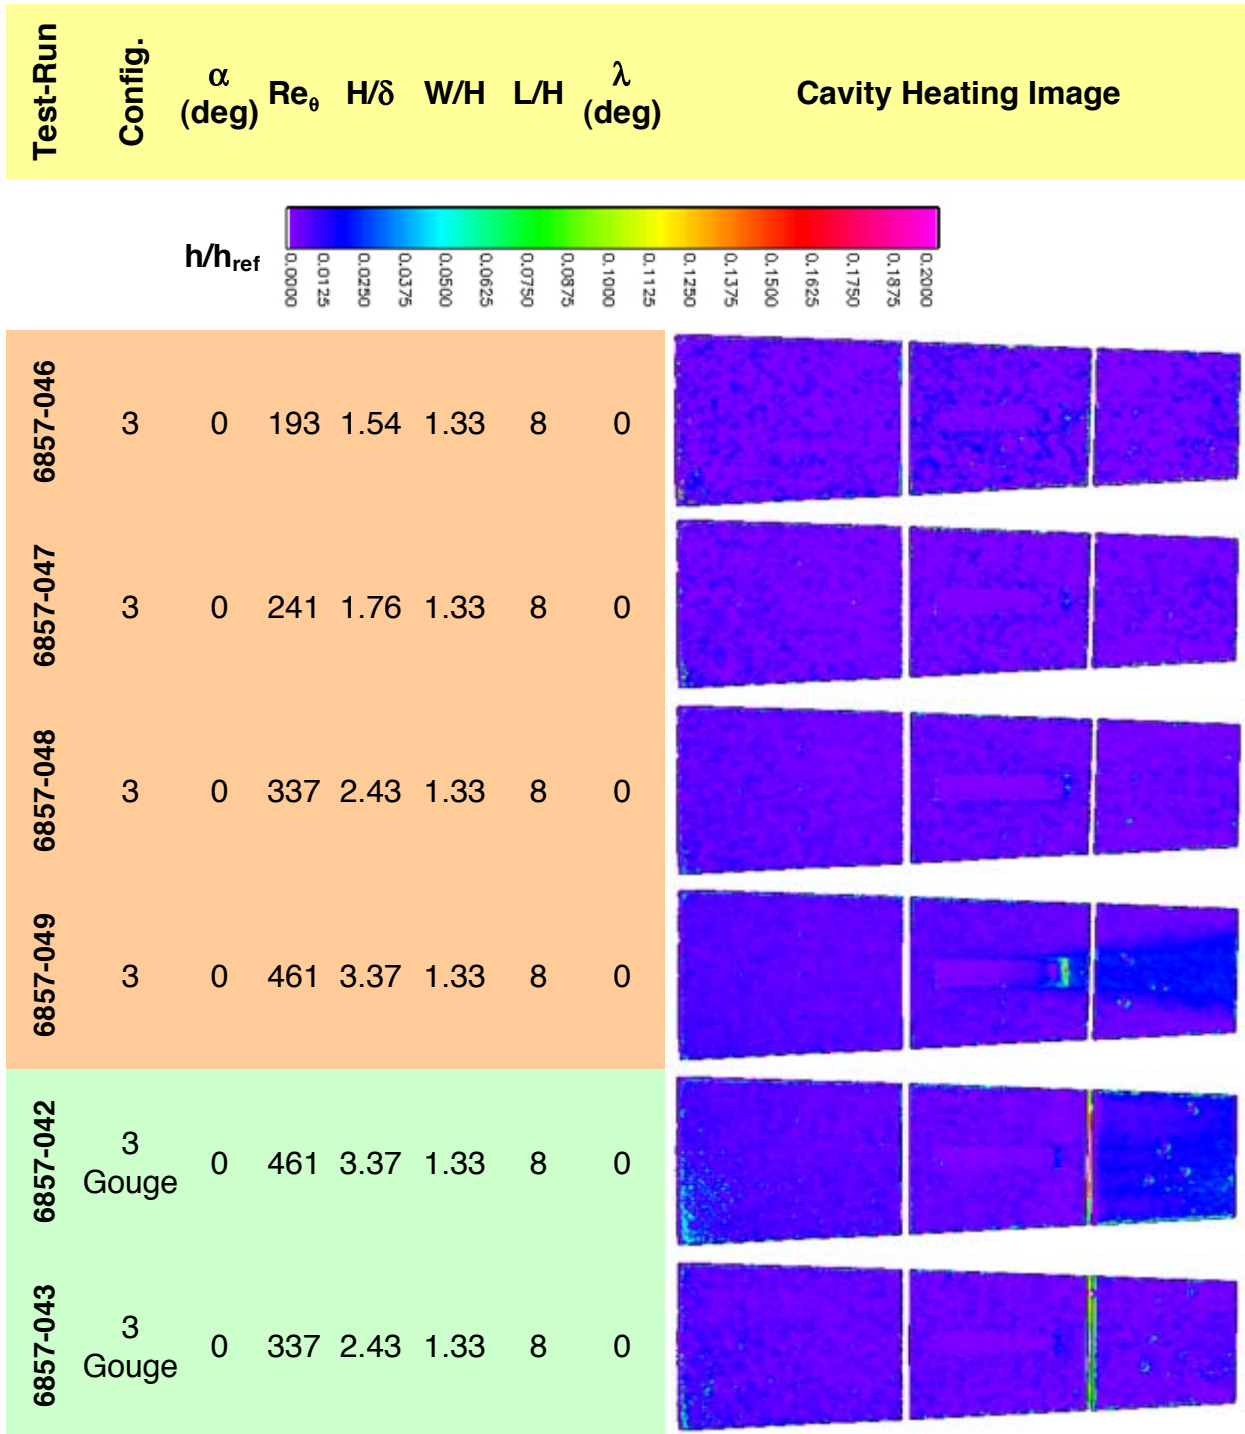 Test-Run Config. α (deg) Reθ H/δ W/H L/H λ (deg) Cavity Heating Image
h/href
0.0000 0.0125 0.0250 0.0375 0.0500 0.0625 0.0750 0.0875 0.1000 0.1125 0.1250 0.1375 0.1500 0.1625 0.1750 0.1875 0.2000
6857-046 3 0 193 1.54 1.33 8 0
6857-047 3 0 241 1.76 1.33 8 0
6857-048 3 0 337 2.43 1.33 8 0
6857-049 3 0 461 3.37 1.33 8 0
6857-042 3 Gouge 0 461 3.37 1.33 8 0
6857-043 3 Gouge 0 337 2.43 1.33 8 0